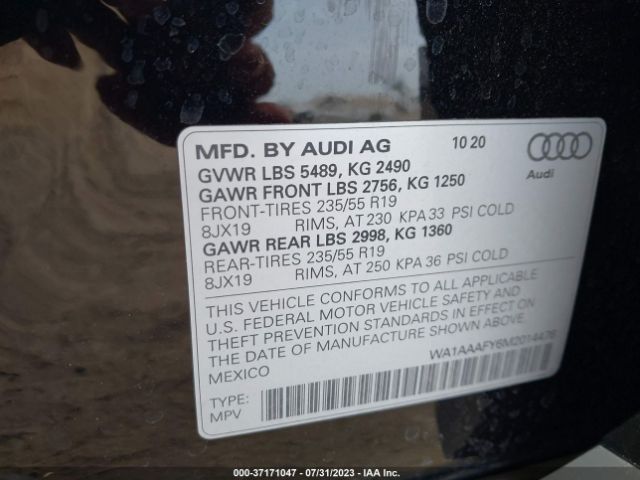 MFD. BY AUDI AG 10 20
GVWR LBS 5489, KG 2490
GAWR FRONT LBS 2756, KG 1250
FRONT-TIRES 235/55 R19
8JX19 RIMS, AT 230 KPA 33 PSI COLD
GAWR REAR LBS 2998, KG 1360
REAR-TIRES 235/55 R19
8JX19 RIMS, AT 250 KPA 36 PSI COLD
Audi
THIS VEHICLE CONFORMS TO ALL APPLICABLE
U.S. FEDERAL MOTOR VEHICLE SAFETY AND
THEFT PREVENTION STANDARDS IN EFFECT ON
THE DATE OF MANUFACTURE SHOWN ABOVE.
MEXICO
WA1AAAFY6M2014476
TYPE:
MPV
000-37171047 / 07/31/2023 - IAA Inc.